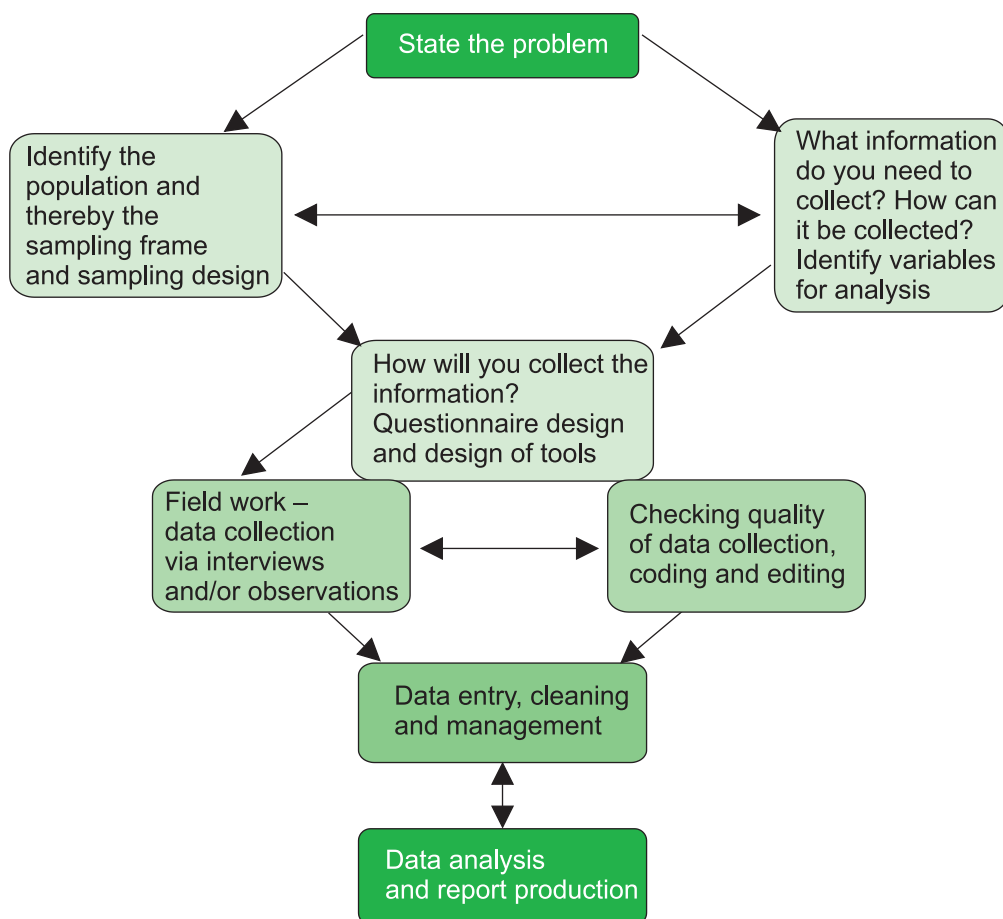 State the problem
Identify the
population and
thereby the
sampling frame
and sampling design
What information
do you need to
collect? How can
it be collected?
Identify variables
for analysis
How will you collect the
information?
Questionnaire design
and design of tools
Field work –
data collection
via interviews
and/or observations
Checking quality
of data collection,
coding and editing
Data entry, cleaning
and management
Data analysis
and report production